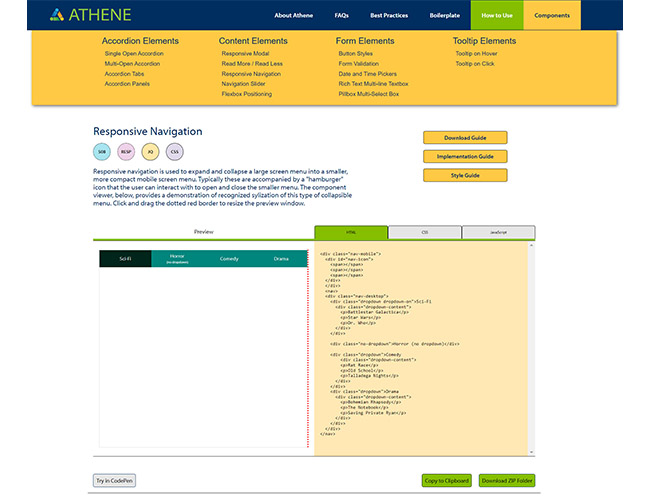 ATHENE
About Athene FAQs Best Practices Boilerplate How to Use Components
Accordion Elements Content Elements Form Elements Tooltip Elements
Single Open Accordion Responsive Modal Button Styles Tooltip on Hover
Multi-Open Accordion Read More / Read Less Form Validation Tooltip on Click
Accordion Tabs Responsive Navigation Date and Time Pickers
Accordion Panels Navigation Slider Rich Text Multi-line Textbox
Flexbox Positioning Pillbox Multi-Select Box
Responsive Navigation
Download Guide
JQ CSS
Implementation Guide
Style Guide
Responsive navigation is used to expand and collapse a large screen menu into a smaller,
more compact mobile screen menu. Typically these are accompanied by a "hamburger"
icon that the user can interact with to open and close the smaller menu. The component
viewer, below, provides a demonstration of recognized sylization of this type of collapsible
menu. Click and drag the dotted red border to resize the preview window.
Preview HTML CSS JavaScript
Sci-Fi Horror Comedy Drama
(no dropdown)
<div class="nav-mobile">
<div id="nav-icon">
<span></span>
<span></span>
<span></span>
</div>
</div>
<nav>
<div class="nav-desktop">
<div class="dropdown dropdown-on">Sci-Fi
<div class="dropdown-content">
<p>Battlestar Galactica</p>
<p>Star Wars</p>
<p>Dr. Who</p>
</div>
</div>
<div class="no-dropdown">Horror (no dropdown)</div>
<div class="dropdown">Comedy
<div class="dropdown-content">
<p>Rat Race</p>
<p>Old School</p>
<p>Talladega Nights</p>
</div>
</div>
<div class="dropdown">Drama
<div class="dropdown-content">
<p>Bohemian Rhapsody</p>
<p>The Notebook</p>
<p>Saving Private Ryan</p>
</div>
</div>
</nav>
Try in CodePen Copy to Clipboard Download ZIP Folder